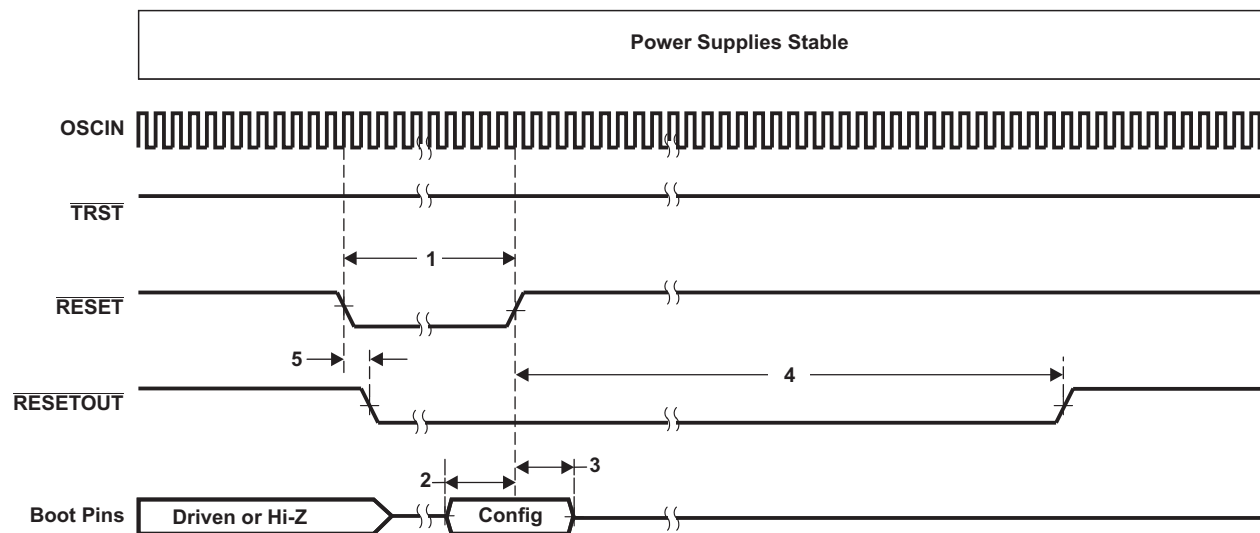 Power Supplies Stable
OSCIN
TRST
1
RESET
5
4
RESETOUT
3
2
Boot Pins
Driven or Hi-Z
Config